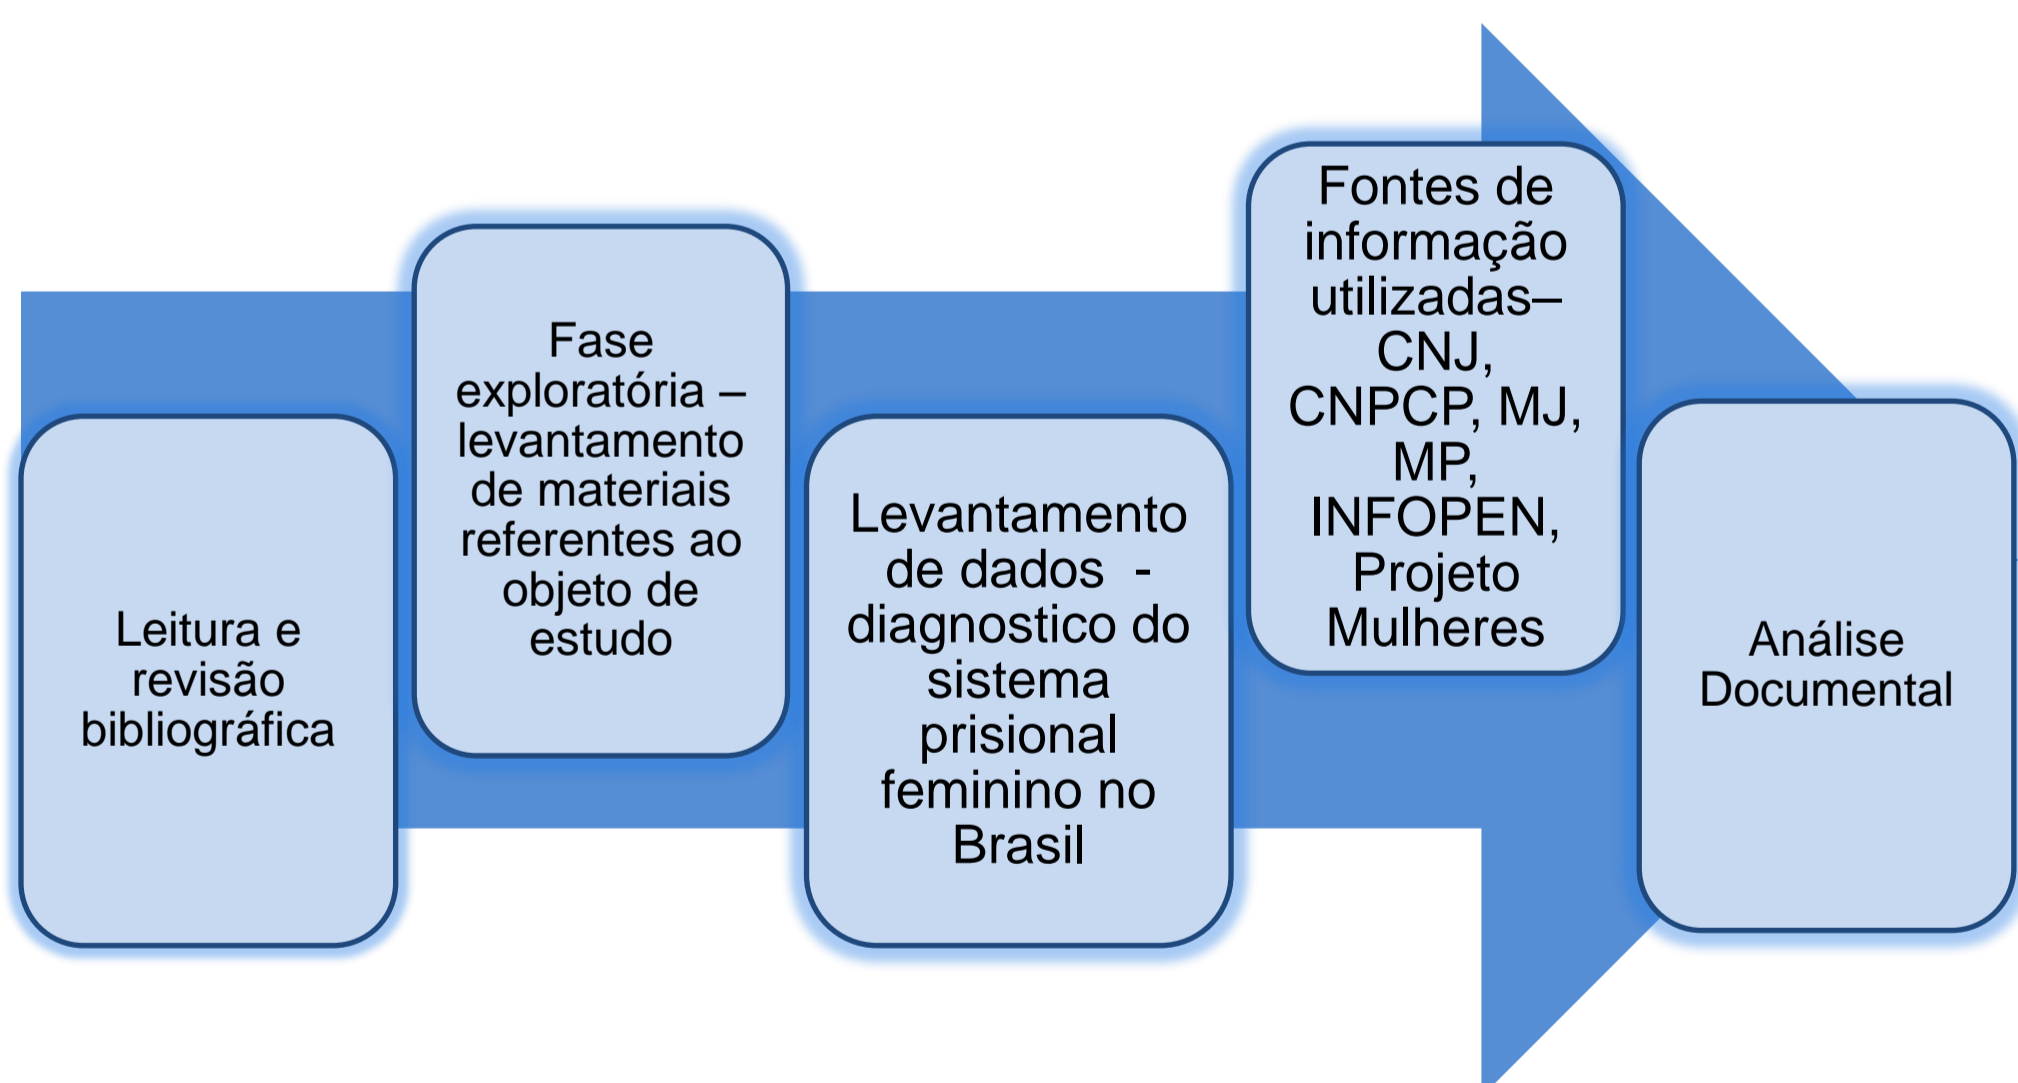 Leitura e
revisão
bibliográfica
Fase
exploratória –
levantamento
de materiais
referentes ao
objeto de
estudo
Levantamento
de dados  -
diagnostico do
sistema
prisional
feminino no
Brasil
Fontes de
informação
utilizadas–
CNJ,
CNPCP, MJ,
MP,
INFOPEN,
Projeto
Mulheres
Análise
Documental